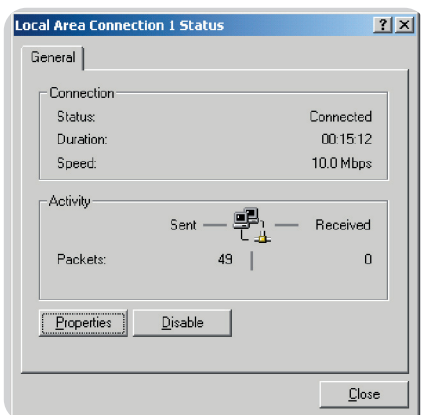 Local Area Connection 1 Status ? X
General
Connection
Status: Connected
Duration: 00:15:12
Speed: 10.0 Mbps
Activity
Sent Received
Packets: 49 0
Properties Disable
Close